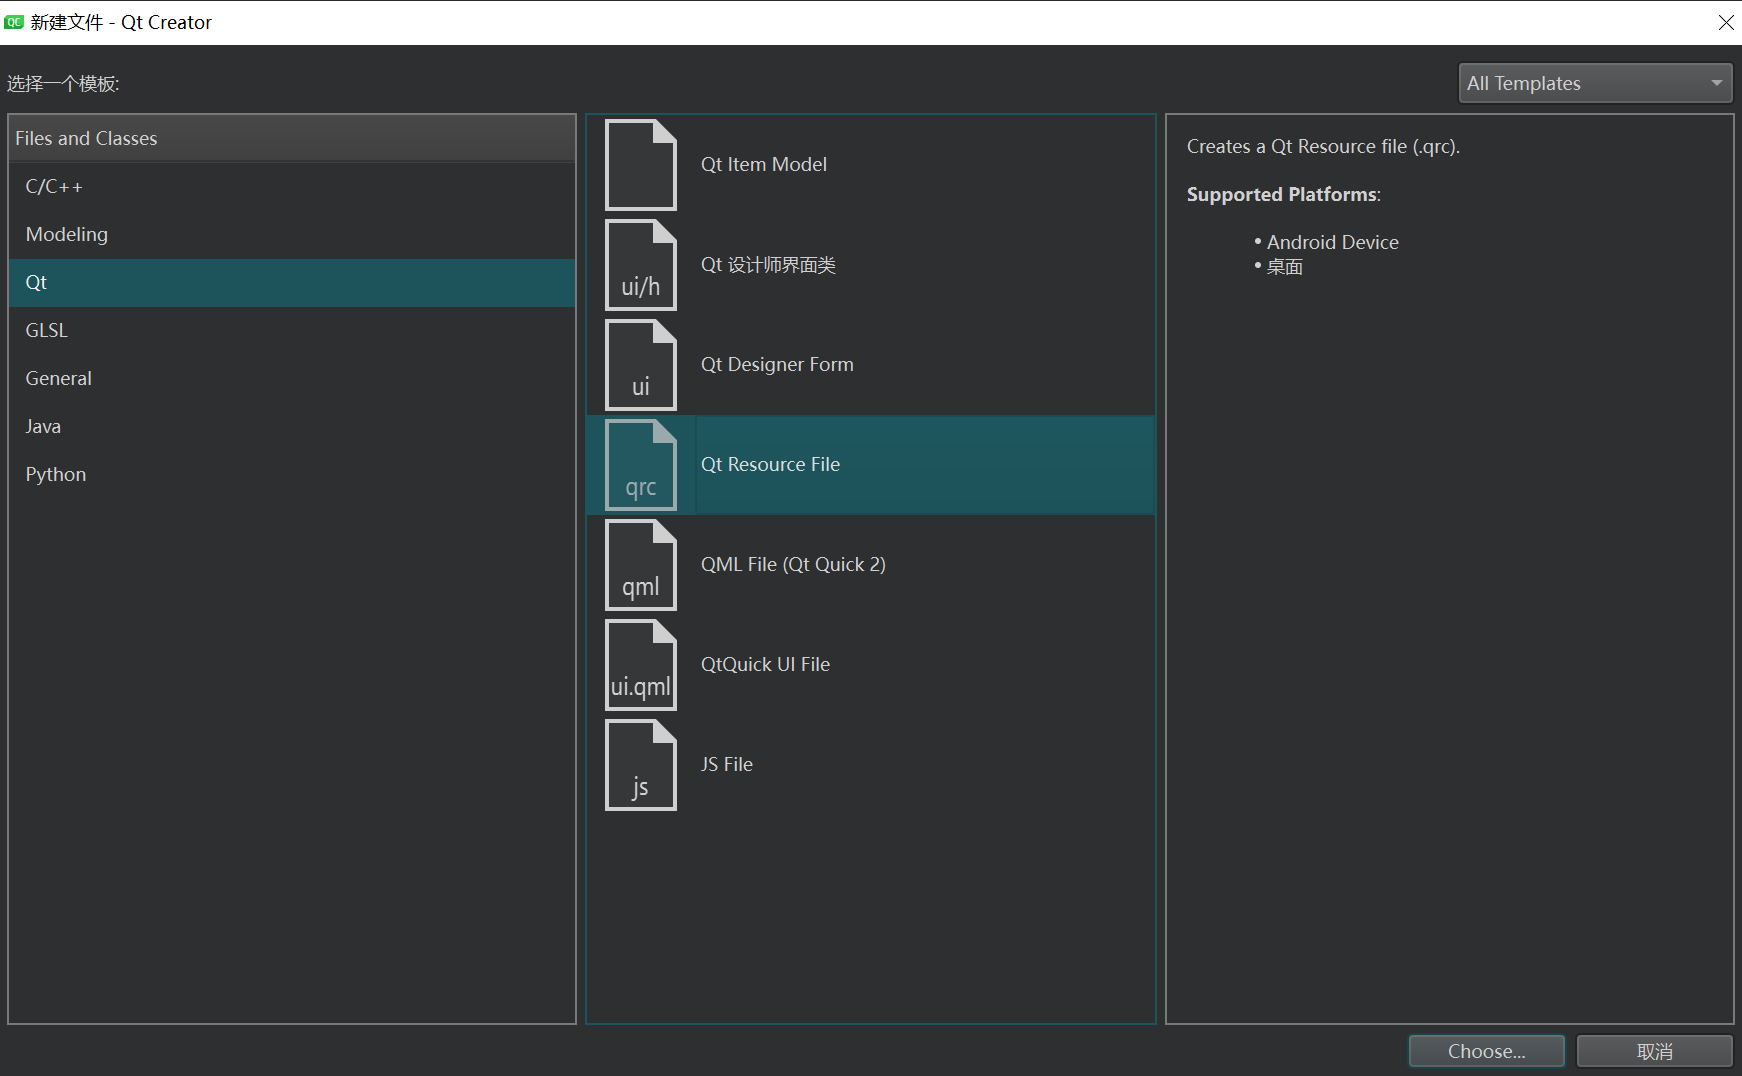 QC 新建文件 - Qt Creator
选择一个模板:
All Templates
Files and Classes
C/C++
Modeling
Qt
GLSL
General
Java
Python
Qt Item Model
ui/h
Qt 设计师界面类
ui
Qt Designer Form
qrc
Qt Resource File
qml
QML File (Qt Quick 2)
ui.qml
QtQuick UI File
js
JS File
Creates a Qt Resource file (.qrc).
Supported Platforms:
• Android Device
• 桌面
Choose...
取消